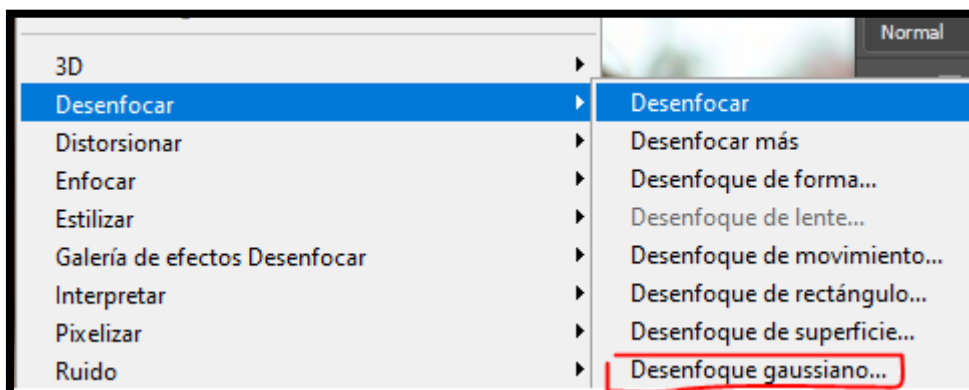 Normal
3D
Desenfocar
Distorsionar
Enfocar
Estilizar
Galería de efectos Desenfocar
Interpretar
Pixelizar
Ruido
Desenfocar
Desenfocar más
Desenfoque de forma...
Desenfoque de lente...
Desenfoque de movimiento...
Desenfoque de rectángulo...
Desenfoque de superficie...
Desenfoque gaussiano...